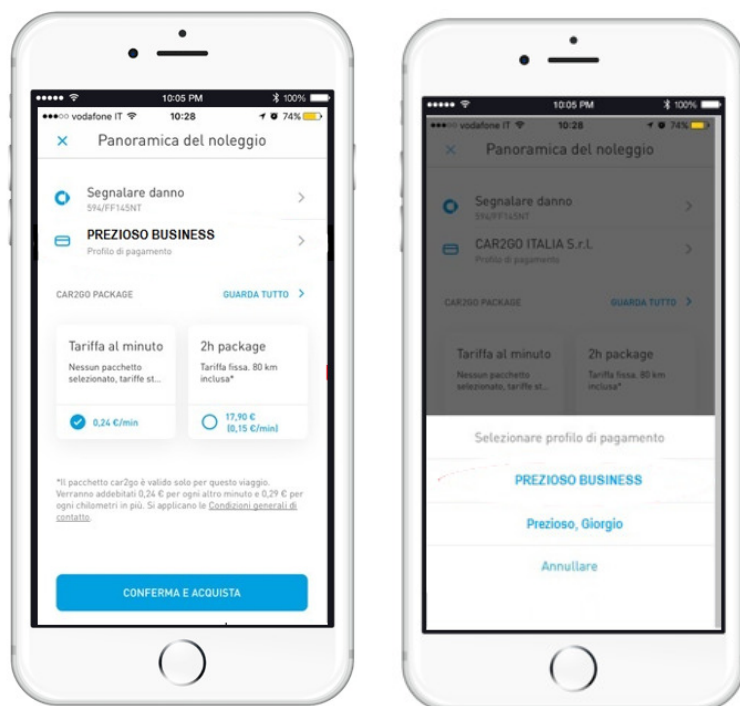 10:05 PM
100%
vodafone IT
10:28
74%
Panoramica del noleggio
Segnalare danno
594/FF145NT
PREZIOSO BUSINESS
Profilo di pagamento
CAR2GO PACKAGE
GUARDA TUTTO
Tariffa al minuto
Nessun pacchetto
selezionato, tariffe st...
0,24 €/min
2h package
Tariffa fissa. 80 km
inclusa*
17,90 €
(0,15 €/min)
*Il pacchetto car2go è valido solo per questo viaggio.
Verranno addebitati 0,24 € per ogni altro minuto e 0,29 € per
ogni chilometri in più. Si applicano le Condizioni generali di
contatto.
CONFERMA E ACQUISTA
10:05 PM
100%
vodafone IT
10:28
74%
Panoramica del noleggio
Segnalare danno
594/FF145NT
CAR2GO ITALIA S.r.l.
Profilo di pagamento
CAR2GO PACKAGE
GUARDA TUTTO
Tariffa al minuto
Nessun pacchetto
selezionato, tariffe st...
2h package
Tariffa fissa. 80 km
inclusa*
Selezionare profilo di pagamento
PREZIOSO BUSINESS
Prezioso, Giorgio
Annullare